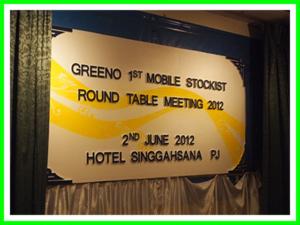 GREENO 1ST MOBILE STOCKIST
ROUND TABLE MEETING 2012
2ND JUNE 2012
HOTEL SINGGAHSANA PJ